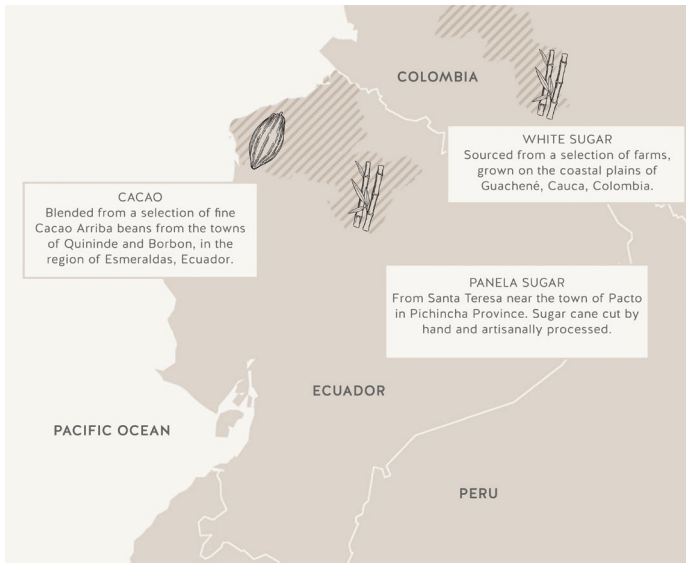 COLOMBIA
WHITE SUGAR
Sourced from a selection of farms,
grown on the coastal plains of
Guachené, Cauca, Colombia.
CACAO
Blended from a selection of fine
Cacao Arriba beans from the towns
of Quininde and Borbon, in the
region of Esmeraldas, Ecuador.
PANELA SUGAR
From Santa Teresa near the town of Pacto
in Pichincha Province. Sugar cane cut by
hand and artisanally processed.
ECUADOR
PACIFIC OCEAN
PERU